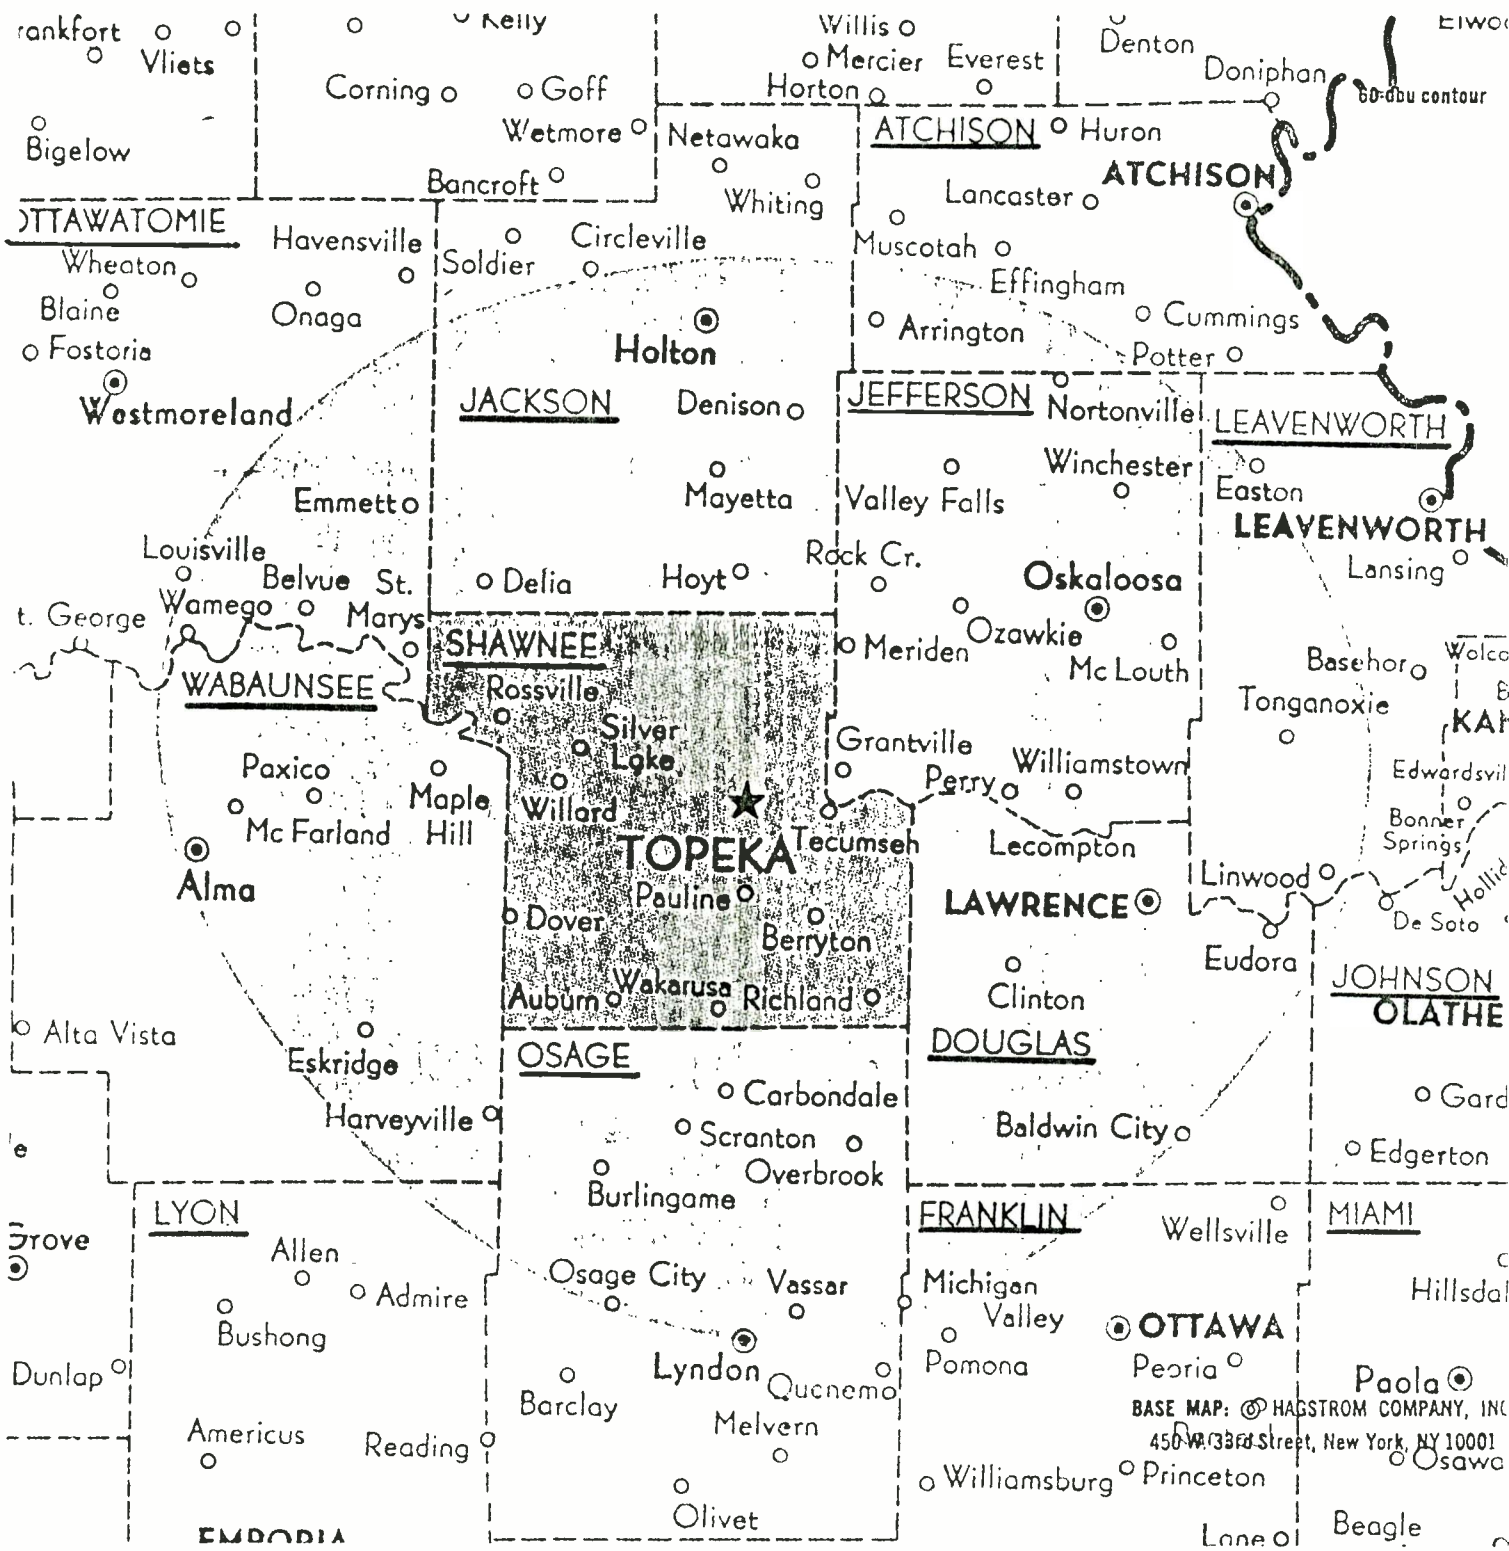 Kelly
Willis
Vliets
Mercier
Everest
Denton
Doniphan
Corning
Goff
Horton
60 dbu contour
Bigelow
Wetmore
Netawaka
ATCHISON
Huron
Bancroft
Whiting
Lancaster
ATCHISON
Havensville
Soldier
Circleville
Muscotah
Effingham
Wheaton
Blaine
Onaga
Fostoria
Holton
Arrington
Cummings
Potter
Westmoreland
JACKSON
Denison
JEFFERSON
Nortonville
LEAVENWORTH
Emmett
Mayetta
Valley Falls
Winchester
Easton
LEAVENWORTH
Louisville
Belvue
St.
Marys
Delia
Hoyt
Rock Cr.
Oskaloosa
Lansing
t. George
Wamego
SHAWNEE
Meriden
Ozawkie
Mc Louth
Basehor
WABAUNSEE
Rossville
Tonganoxie
Silver
Lake
Grantville
Williamstown
Perry
Paxico
Maple
Hill
Willard
Mc Farland
TOPEKA
Tecumseh
Lecompton
Edwardsvil
Bonner
Springs
Alma
Pauline
LAWRENCE
Linwood
Dover
Berryton
De Soto
Eudora
Auburn
Wakarusa
Richland
Clinton
JOHNSON
OLATHE
Alta Vista
Eskridge
OSAGE
DOUGLAS
Harveyville
Carbondale
Gard
Scranton
Overbrook
Baldwin City
Edgerton
Burlingame
LYON
FRANKLIN
Wellsville
MIAMI
Grove
Allen
Admire
Osage City
Vassar
Michigan
Valley
Hillsdal
Bushong
OTTAWA
Dunlap
Lyndon
Pomona
Peoria
Paola
Barclay
Quenemo
BASE MAP: HAGSTROM COMPANY, INC
450 W. 33rd Street, New York, NY 10001
Americus
Reading
Melvern
Osawa
Williamsburg
Princeton
Olivet
Lane
Beagle
EMPORIA